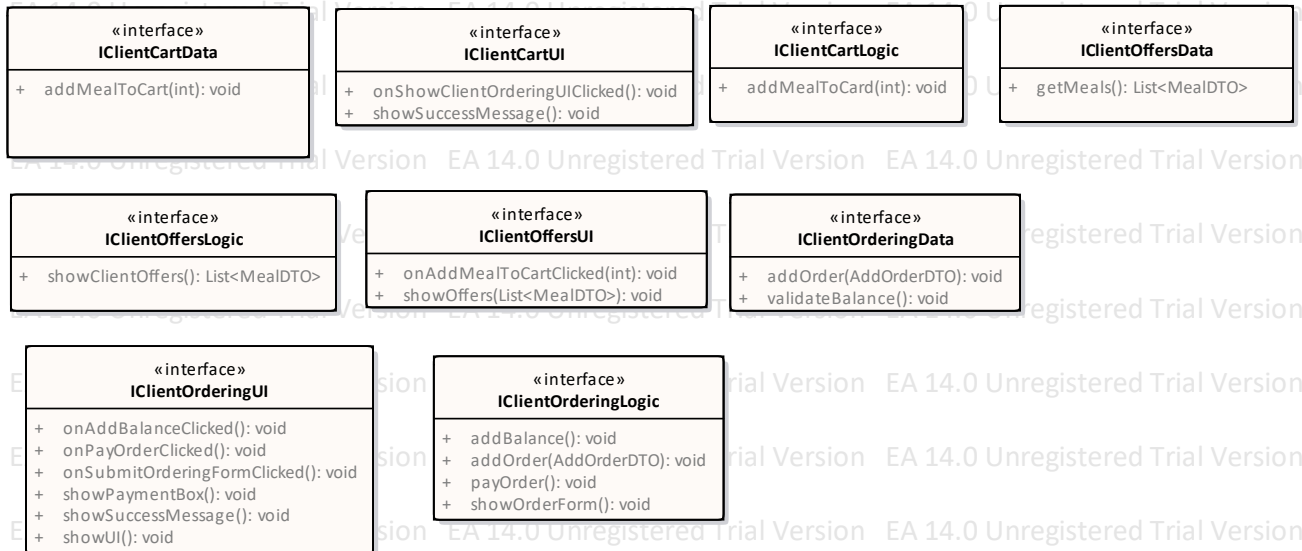 «interface»
IClientCartData
+ addMealToCart(int): void
«interface»
IClientCartUI
+ onShowClientOrderingUIClicked(): void
+ showSuccessMessage(): void
«interface»
IClientCartLogic
+ addMealToCard(int): void
«interface»
IClientOffersData
+ getMeals(): List<MealDTO>
EA 14.0 Unregistered Trial Version EA 14.0 Unregistered Trial Version EA 14.0 Unregistered Trial Version
«interface»
IClientOffersLogic
+ showClientOffers(): List<MealDTO>
«interface»
IClientOffersUI
+ onAddMealToCartClicked(int): void
+ showOffers(List<MealDTO>): void
«interface»
IClientOrderingData
+ addOrder(AddOrderDTO): void
+ validateBalance(): void
«interface»
IClientOrderingUI
+ onAddBalanceClicked(): void
+ onPayOrderClicked(): void
+ onSubmitOrderingFormClicked(): void
+ showPaymentBox(): void
+ showSuccessMessage(): void
+ showUI(): void
«interface»
IClientOrderingLogic
+ addBalance(): void
+ addOrder(AddOrderDTO): void
+ payOrder(): void
+ showOrderForm(): void
EA 14.0 Unregistered Trial Version
EA 14.0 Unregistered Trial Version
EA 14.0 Unregistered Trial Version